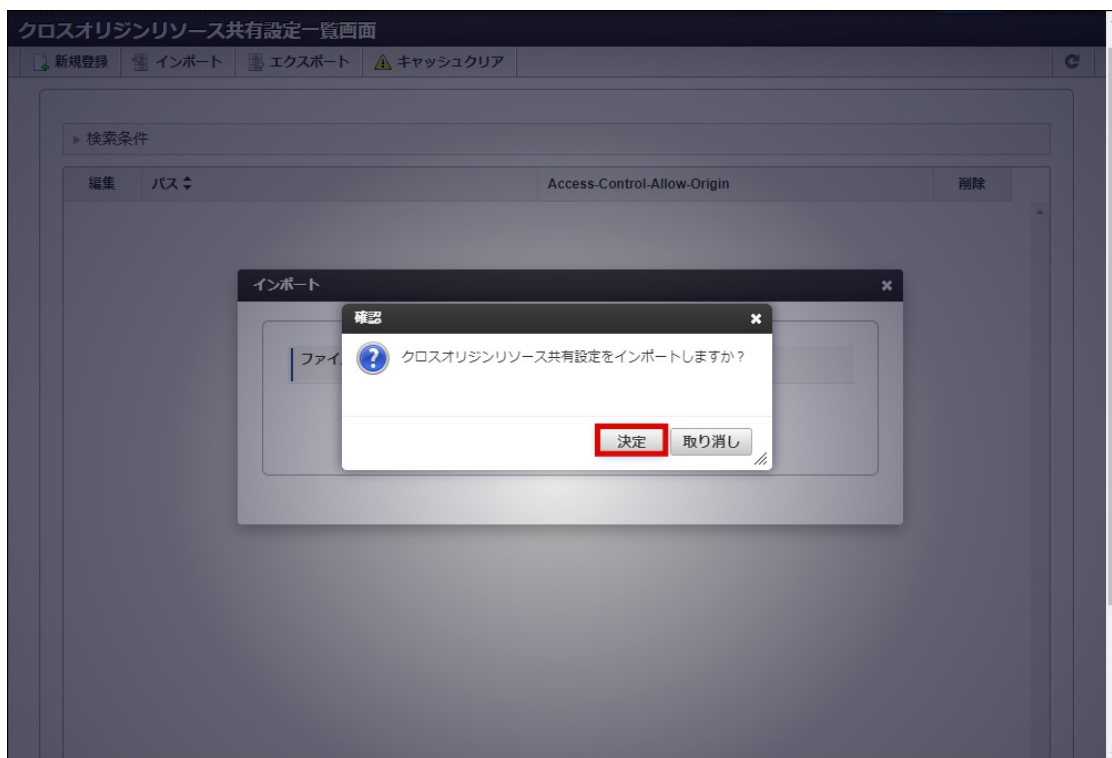 クロスオリジンリソース共有設定一覧画面
新規登録 インポート エクスポート キャッシュクリア
検索条件
編集 パス Access-Control-Allow-Origin 削除
インポート
確認
ファイ
クロスオリジンリソース共有設定をインポートしますか？
決定 取り消し